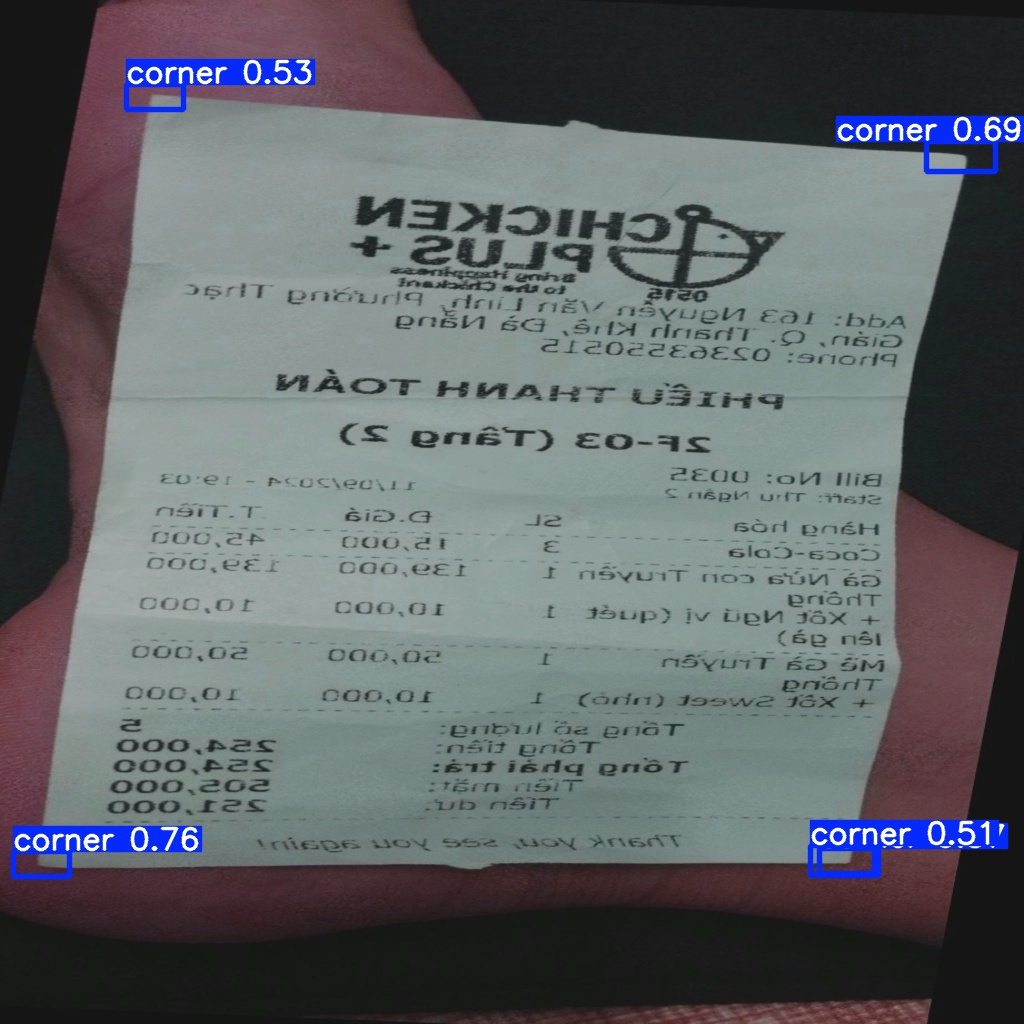 corner 0.53
corner 0.69
CHICKEN
PLUS +
Bring Happiness
to the Chickant
0515
Add: 163 Nguyễn Văn Linh, Phường Thạc
Gián, Q. Thanh Khê, Đà Nẵng
Phone: 02363550515
PHIẾU THANH TOÁN
2F-03 (Tầng 2)
Bill No: 0035
Staff: Thu Ngân 2
11/09/2024 - 19:03
Hàng hóa SL Đ.Giá T.Tiền
Coca-Cola 3 15,000 45,000
Gà Nửa con Truyền 1 139,000 139,000
Thống
+ Xốt Ngũ vị (quét 1 10,000 10,000
lên gà)
Mề Gà Truyền 1 50,000 50,000
Thống
+ Xốt Sweet (nhỏ) 1 10,000 10,000
Tổng số lượng: 5
Tổng tiền: 254,000
Tổng phải trả: 254,000
Tiền mặt: 505,000
Tiền dư: 251,000
Thank you, see you again!
corner 0.76
corner 0.51